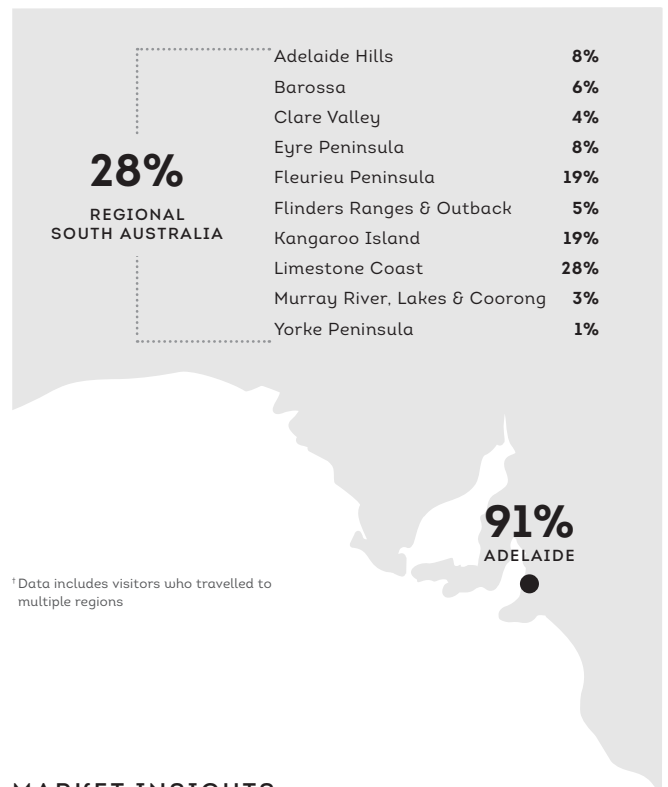 Adelaide Hills 8%
Barossa 6%
Clare Valley 4%
Eyre Peninsula 8%
Fleurieu Peninsula 19%
Flinders Ranges & Outback 5%
Kangaroo Island 19%
Limestone Coast 28%
Murray River, Lakes & Coorong 3%
Yorke Peninsula 1%
28%
REGIONAL
SOUTH AUSTRALIA
91%
ADELAIDE
†Data includes visitors who travelled to
multiple regions
MARKET INSIGHTS